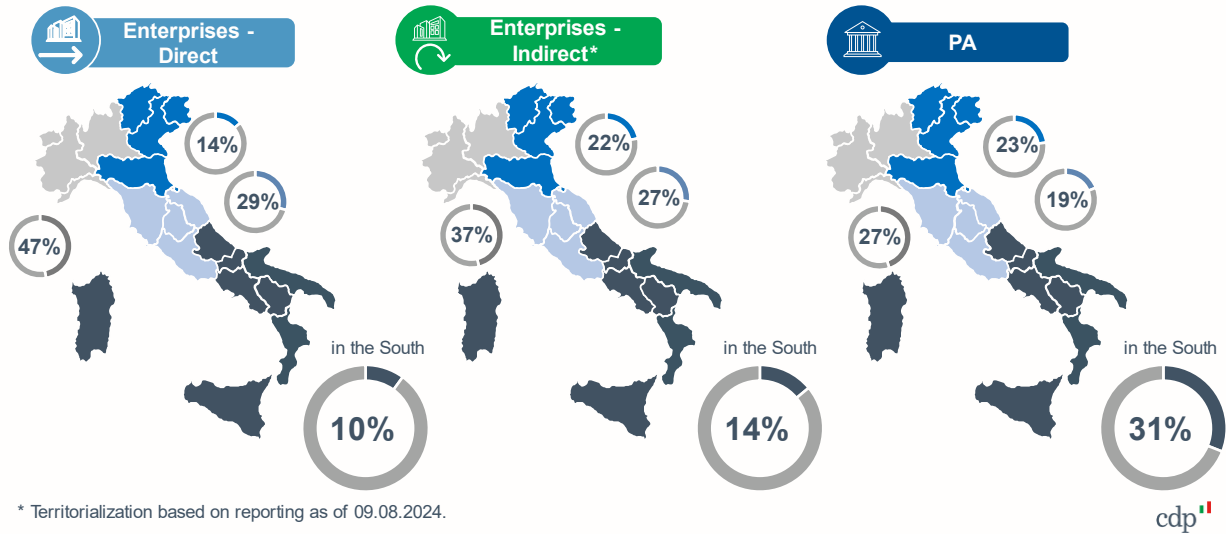 Enterprises -
Direct
14%
29%
47%
in the South
10%
Enterprises -
Indirect*
22%
27%
37%
in the South
14%
PA
23%
19%
27%
in the South
31%
* Territorialization based on reporting as of 09.08.2024.
cdp